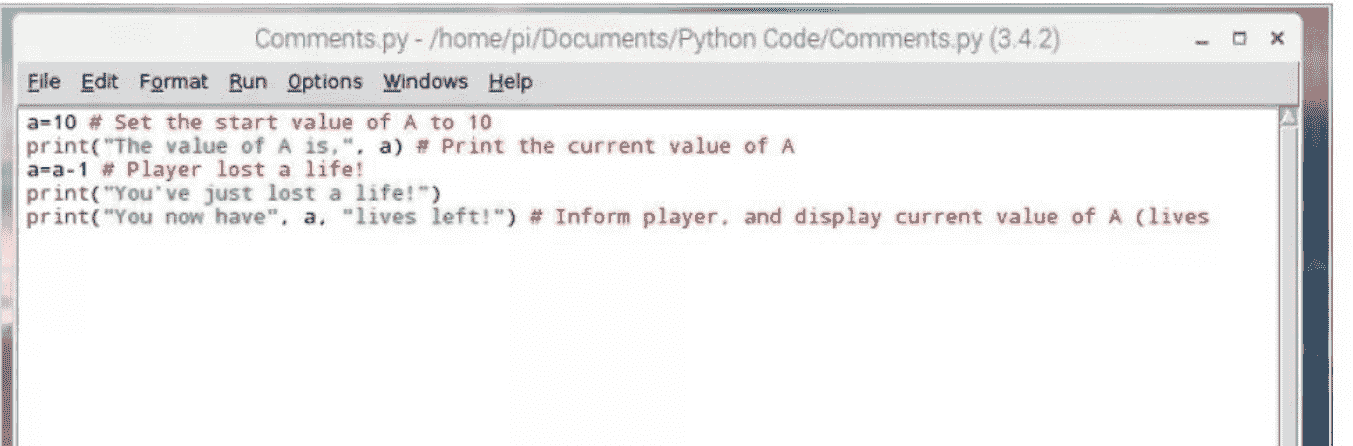 Comments.py - /home/pi/Documents/Python Code/Comments.py (3.4.2)
File Edit Format Run Options Windows Help
a=10 # Set the start value of A to 10
print("The value of A is,", a) # Print the current value of A
a=a-1 # Player lost a life!
print("You've just lost a life!")
print("You now have", a, "lives left!") # Inform player, and display current value of A (lives